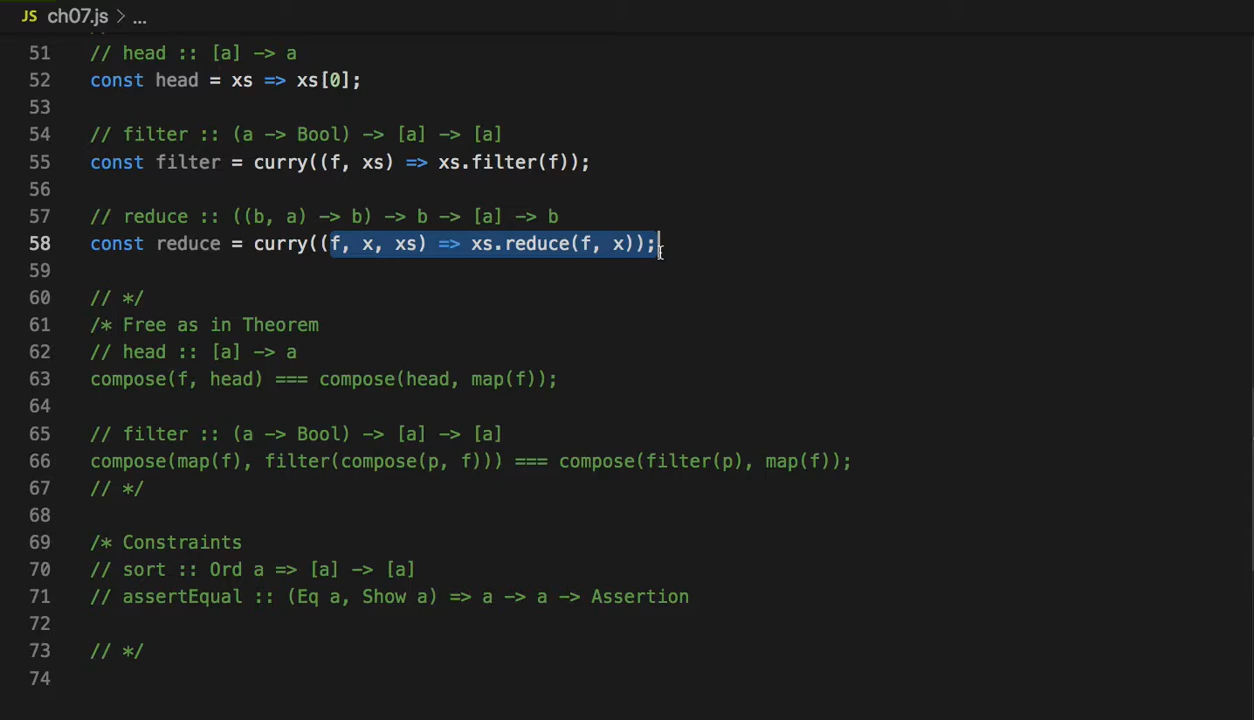 JS ch07.js > ...
51 // head :: [a] -> a
52 const head = xs => xs[0];
53
54 // filter :: (a -> Bool) -> [a] -> [a]
55 const filter = curry((f, xs) => xs.filter(f));
56
57 // reduce :: ((b, a) -> b) -> b -> [a] -> b
58 const reduce = curry((f, x, xs) => xs.reduce(f, x));
59
60 // */
61 /* Free as in Theorem
62 // head :: [a] -> a
63 compose(f, head) === compose(head, map(f));
64
65 // filter :: (a -> Bool) -> [a] -> [a]
66 compose(map(f), filter(compose(p, f))) === compose(filter(p), map(f));
67 // */
68
69 /* Constraints
70 // sort :: Ord a => [a] -> [a]
71 // assertEqual :: (Eq a, Show a) => a -> a -> Assertion
72
73 // */
74